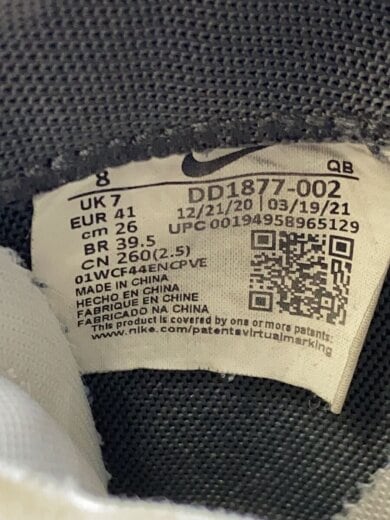 8 QB
UK 7 DD1877-002
EUR 41 12/21/20 | 03/19/21
cm 26 UPC 00194958965129
BR 39.5
CN 260(2.5)
01WCF44ENCPVE
MADE IN CHINA
HECHO EN CHINA
FABRIQUE EN CHINE
FABRICADO NA CHINA
This product is covered by one or more patents:
www.nike.com/patentsvirtualmarking